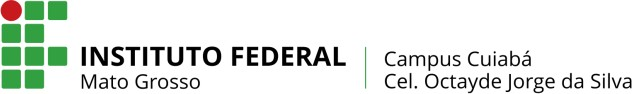 INSTITUTO FEDERAL
Mato Grosso
Campus Cuiabá
Cel. Octayde Jorge da Silva